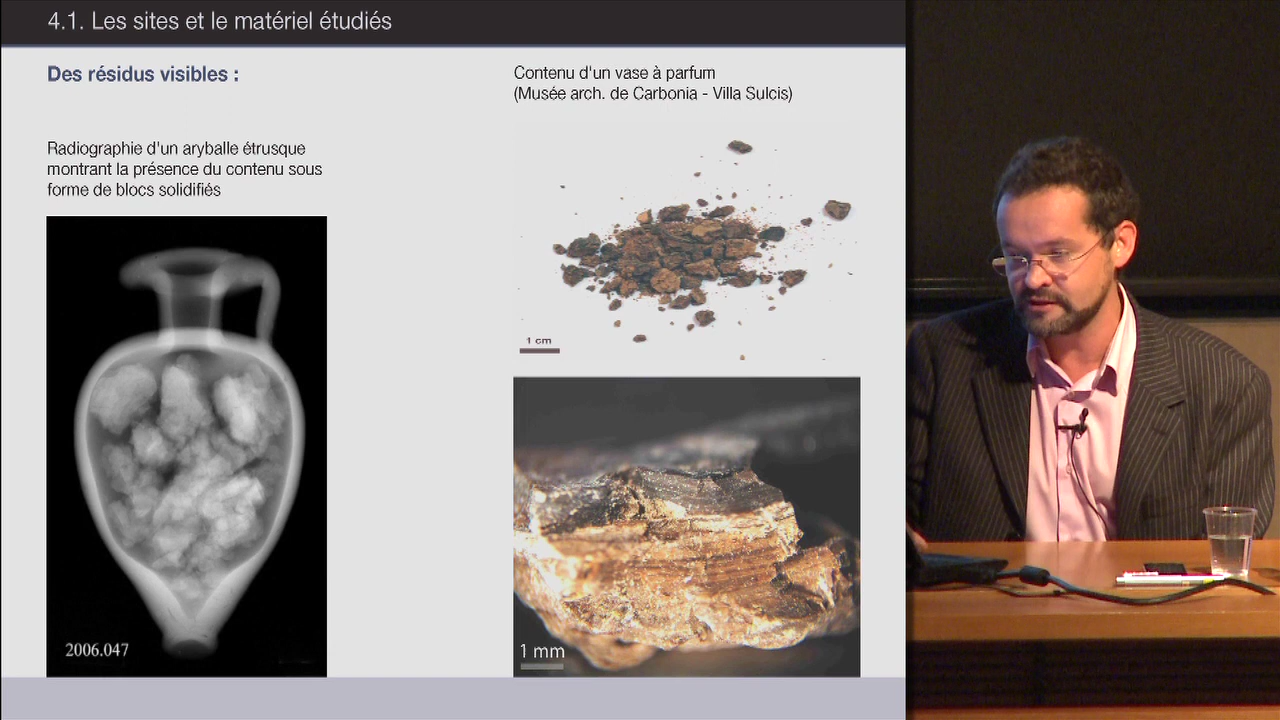 4.1. Les sites et le matériel étudiés
Des résidus visibles :
Radiographie d'un aryballe étrusque
montrant la présence du contenu sous
forme de blocs solidifiés
2006.047
Contenu d'un vase à parfum
(Musée arch. de Carbonia - Villa Sulcis)
1 cm
1 mm